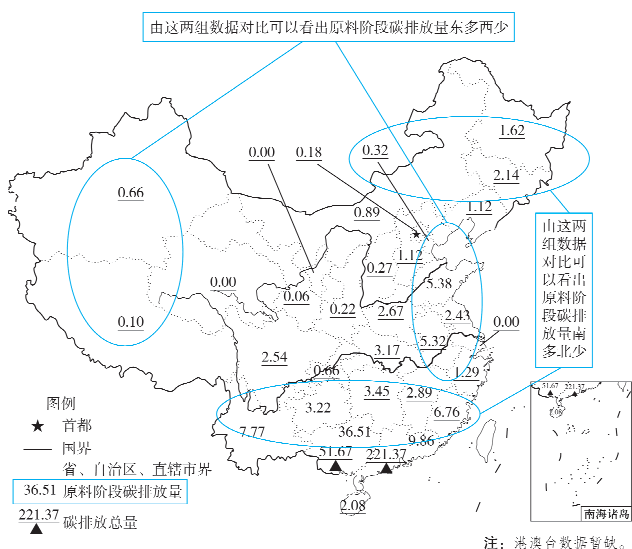 由这两组数据对比可以看出原料阶段碳排放量东多西少
1.62
0.00
0.18
0.32
2.14
0.66
0.89
1.12
由这两
组数据
对比可
以看出
原料阶
段碳排
放量南
多北少
1.12
0.27
5.38
0.00
0.06
0.22
2.67
2.43
0.00
0.10
5.32
2.54
3.17
0.66
1.29
3.45
2.89
3.22
6.76
7.77
36.51
9.86
51.67
221.37
2.08
51.67
221.37
2.08
南海诸岛
图例
首都
国界
省、自治区、直辖市界
36.51 原料阶段碳排放量
221.37 碳排放总量
注：港澳台数据暂缺。